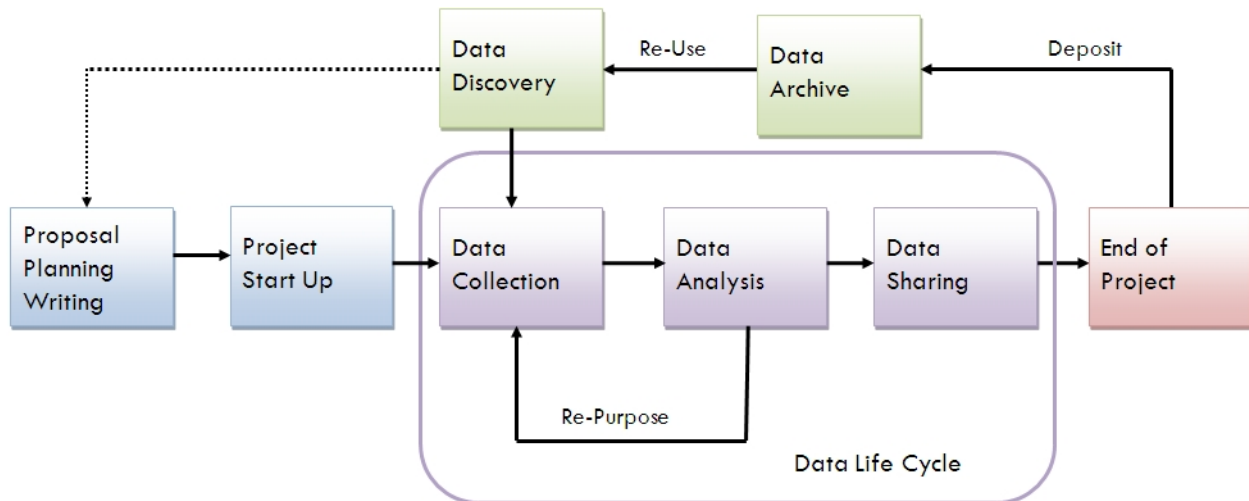 Data
Discovery
Re-Use
Data
Archive
Deposit
Proposal
Planning
Writing
Project
Start Up
Data
Collection
Data
Analysis
Data
Sharing
End of
Project
Re-Purpose
Data Life Cycle